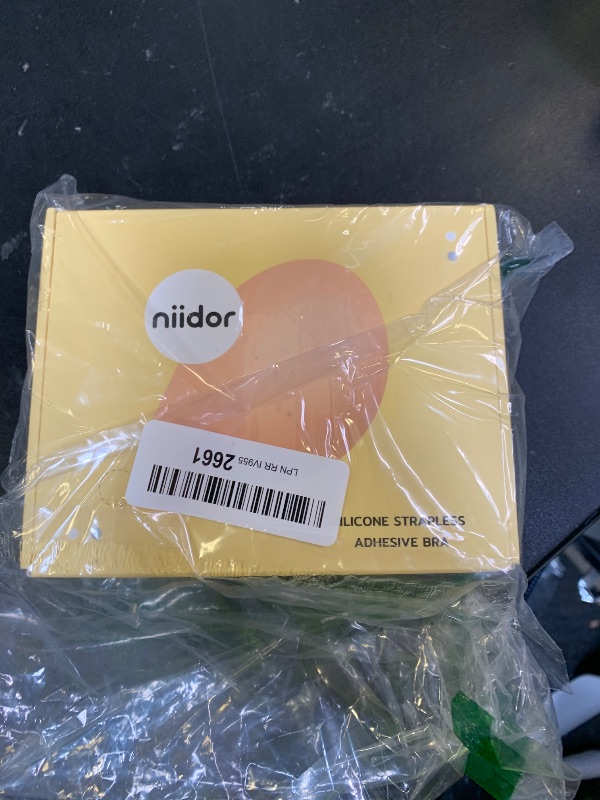 niidor
LPN RR IV955 2661
ILICONE STRAPLESS
ADHESIVE BRA